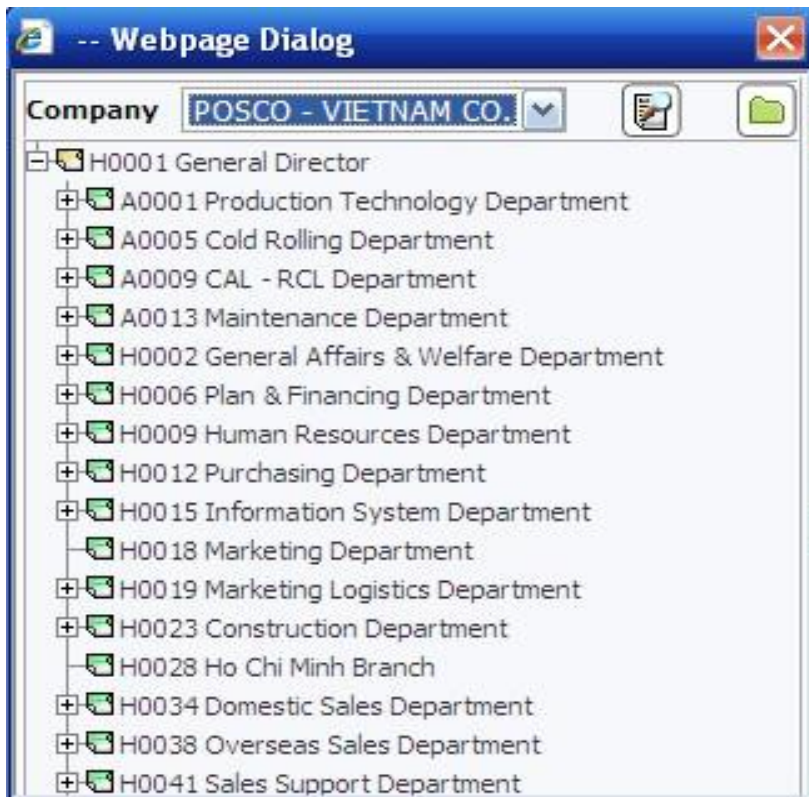 -- Webpage Dialog
Company POSCO - VIETNAM CO.
H0001 General Director
A0001 Production Technology Department
A0005 Cold Rolling Department
A0009 CAL - RCL Department
A0013 Maintenance Department
H0002 General Affairs & Welfare Department
H0006 Plan & Financing Department
H0009 Human Resources Department
H0012 Purchasing Department
H0015 Information System Department
H0018 Marketing Department
H0019 Marketing Logistics Department
H0023 Construction Department
H0028 Ho Chi Minh Branch
H0034 Domestic Sales Department
H0038 Overseas Sales Department
H0041 Sales Support Department